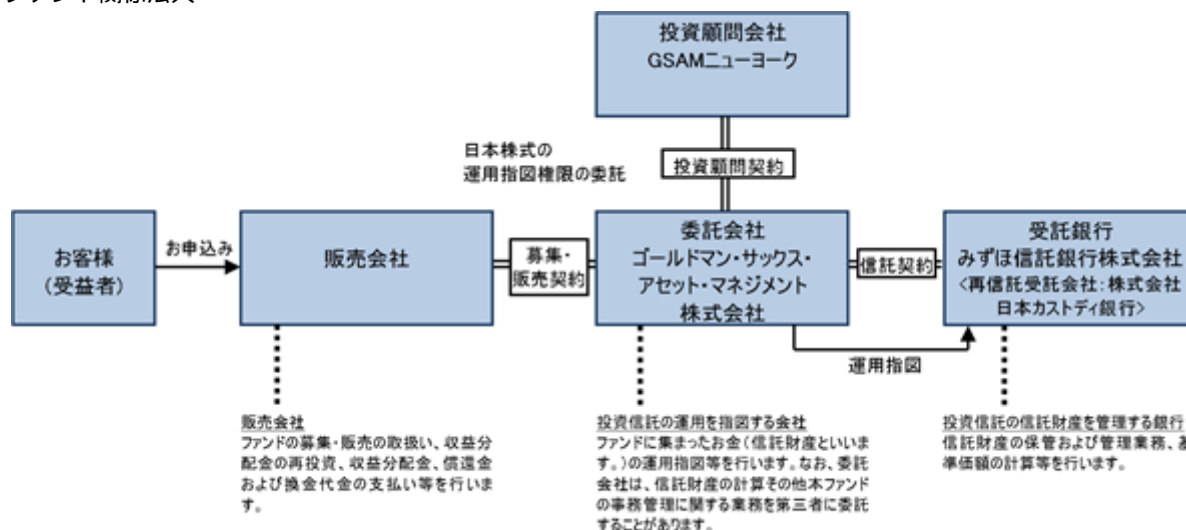 投資顧問会社
GSAMニューヨーク
日本株式の
運用指図権限の委託
投資顧問契約
お客様
(受益者)
お申込み
販売会社
募集・
販売契約
委託会社
ゴールドマン・サックス・
アセット・マネジメント
株式会社
信託契約
受託銀行
みずほ信託銀行株式会社
<再信託受託会社:株式会社
日本カストディ銀行>
運用指図
販売会社
ファンドの募集・販売の取扱い、収益分
配金の再投資、収益分配金、償還金
および換金代金の支払い等を行いま
す。
投資信託の運用を指図する会社
ファンドに集まったお金(信託財産といいま
す。)の運用指図等を行います。なお、委託
会社は、信託財産の計算その他本ファンド
の事務管理に関する業務を第三者に委託
することがあります。
投資信託の信託財産を管理する銀行
信託財産の保管および管理業務、基
準価額の計算等を行います。